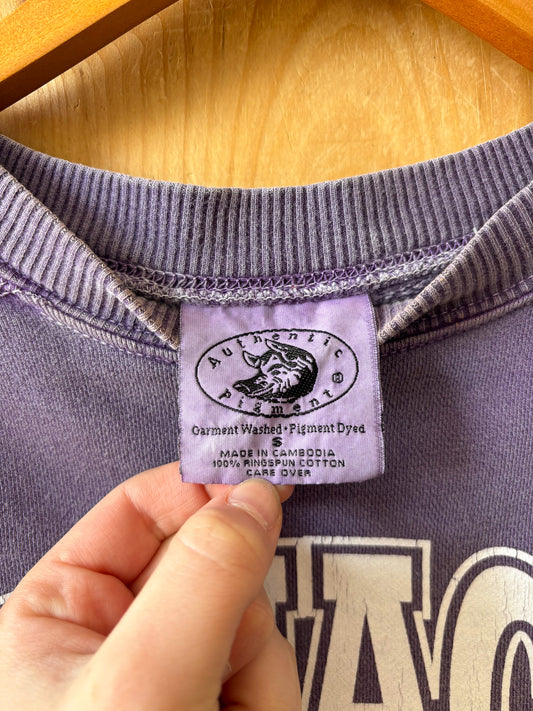 Authentic
Pigment®
Garment Washed • Pigment Dyed
S
MADE IN CAMBODIA
100% RINGSPUN COTTON
CARE OVER